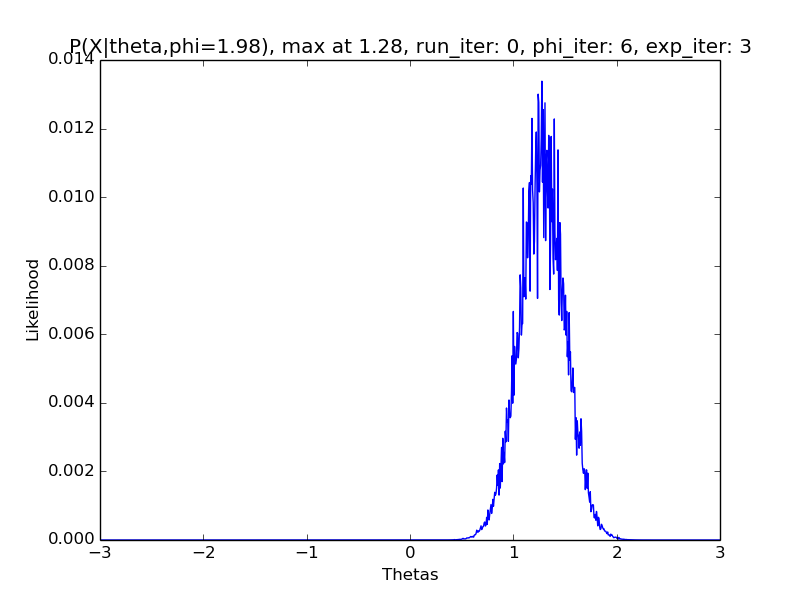 P(X|theta,phi=1.98), max at 1.28, run_iter: 0, phi_iter: 6, exp_iter: 3
0.014
0.012
0.010
0.008
0.006
0.004
0.002
0.000
Likelihood
−3 −2 −1 0 1 2 3
Thetas